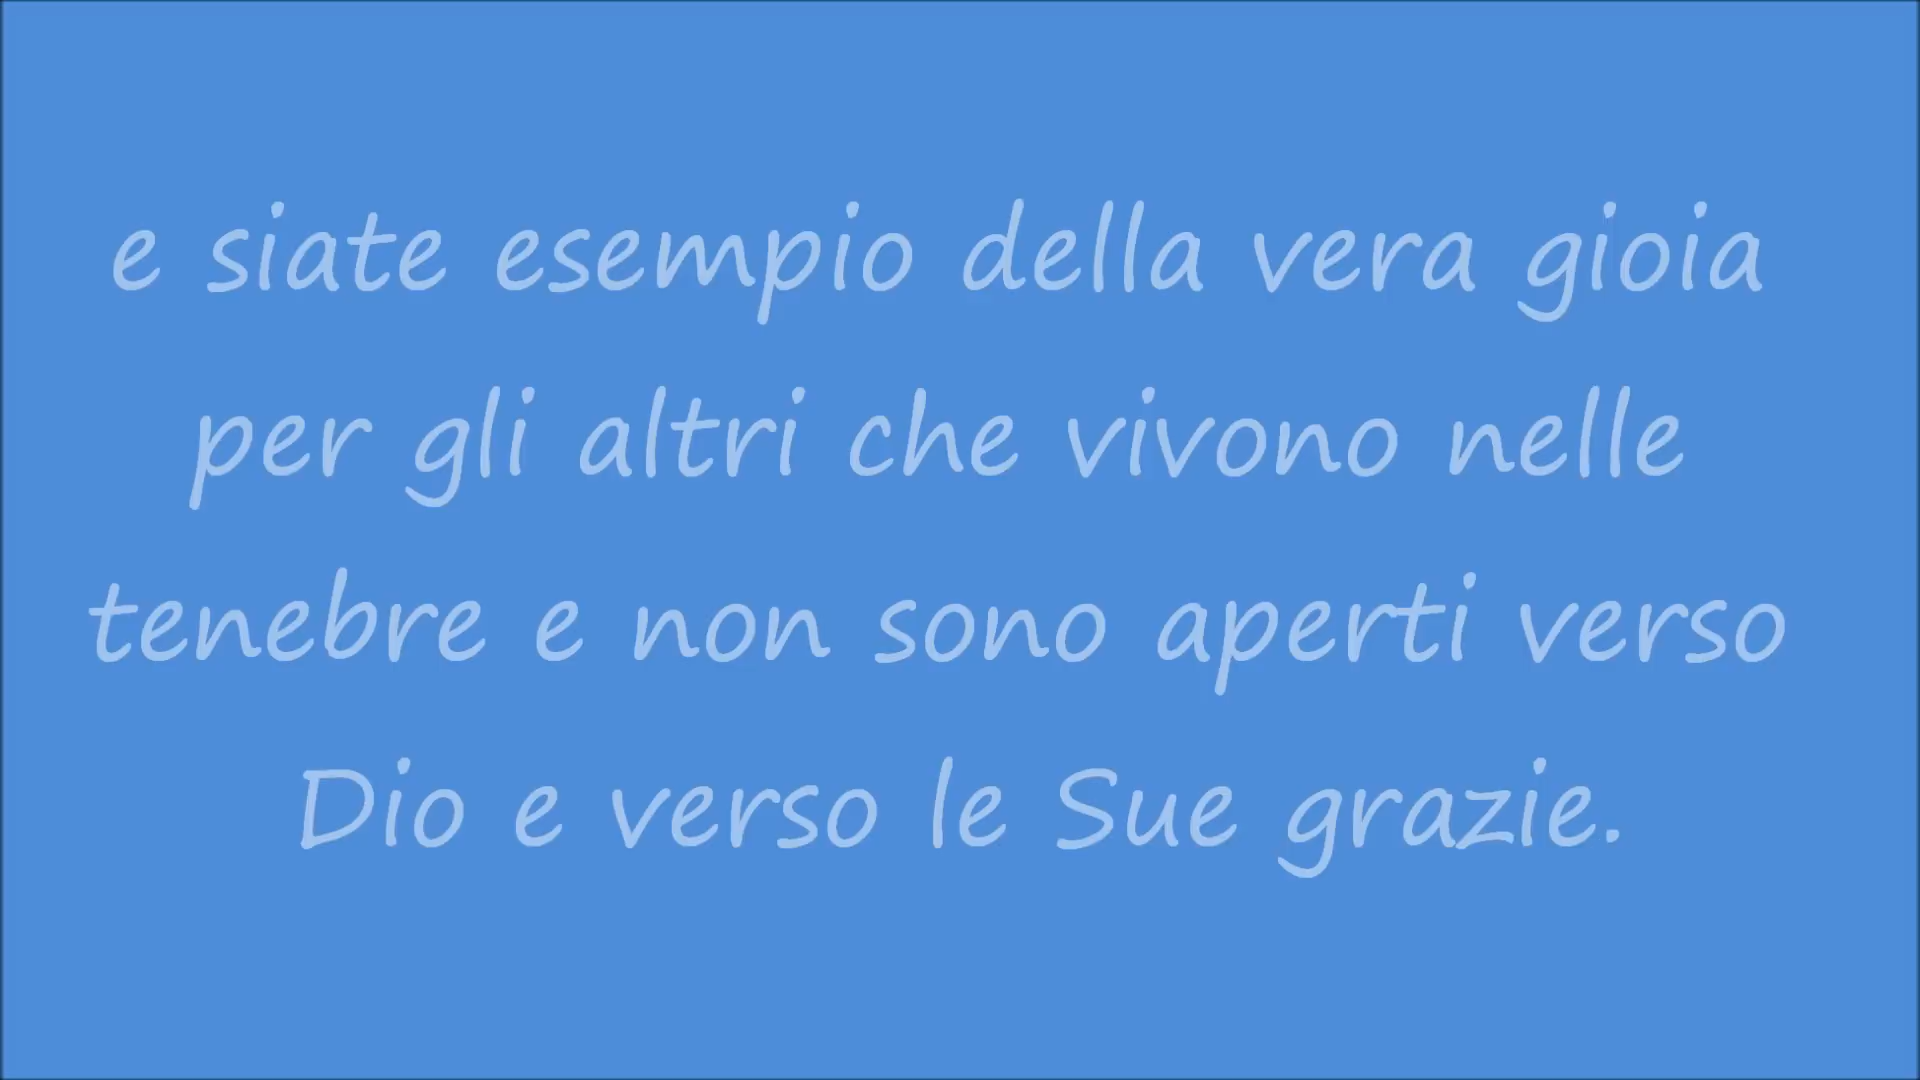 e siate esempio della vera gioia
per gli altri che vivono nelle
tenebre e non sono aperti verso
Dio e verso le Sue grazie.